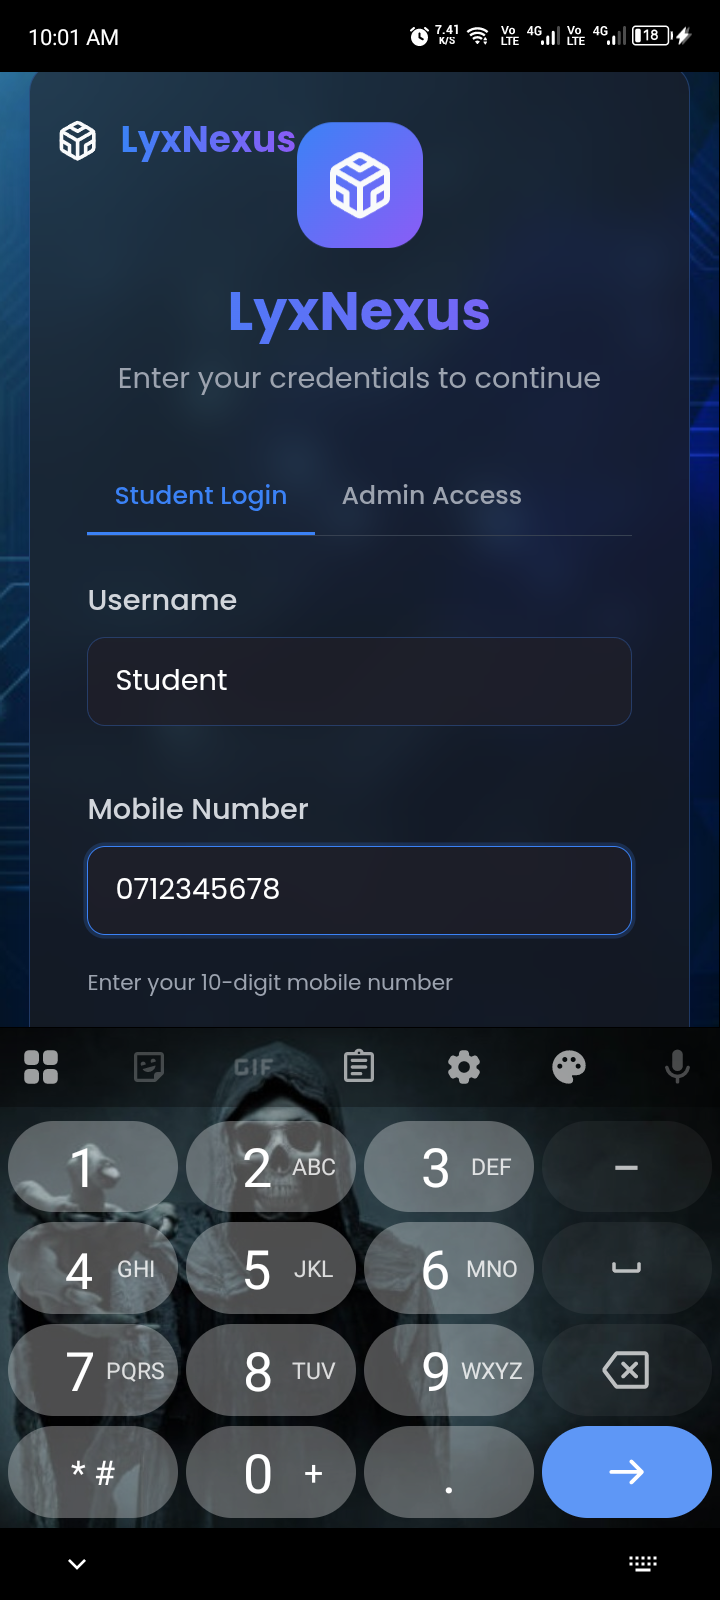 10:01 AM
7.41 K/S Vo LTE 4G Vo LTE 4G 18
LyxNexus
LyxNexus
Enter your credentials to continue
Student Login Admin Access
Username
Student
Mobile Number
0712345678
Enter your 10-digit mobile number
GIF
1 2 ABC 3 DEF –
4 GHI 5 JKL 6 MNO
7 PQRS 8 TUV 9 WXYZ
* # 0 + .